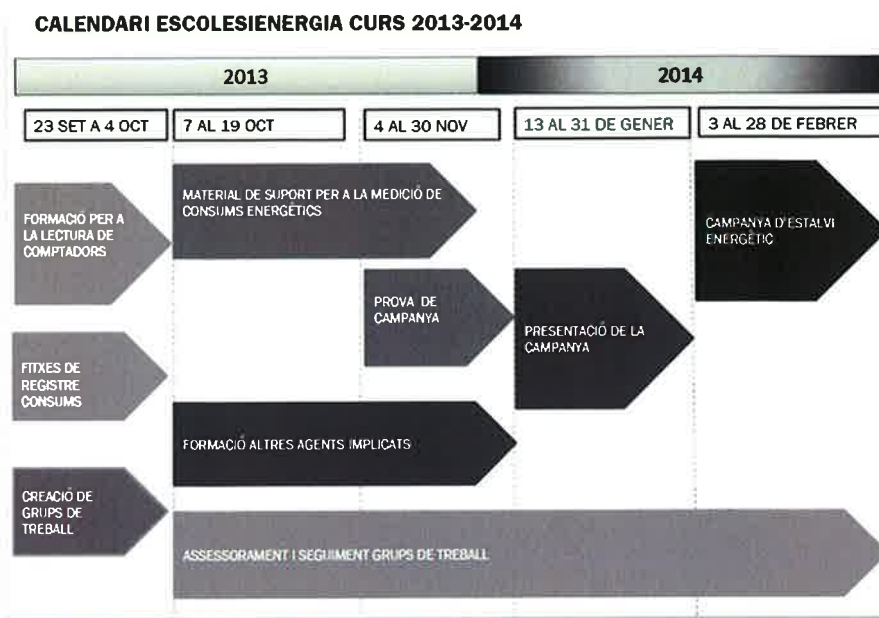 CALENDARI ESCOLESIENERGIA CURS 2013-2014
2013
2014
23 SET A 4 OCT
7 AL 19 OCT
4 AL 30 NOV
13 AL 31 DE GENER
3 AL 28 DE FEBRER
FORMACIÓ PER A
LA LECTURA DE
COMPTADORS
MATERIAL DE SUPORT PER A LA MEDICIÓ DE
CONSUMS ENERGÈTICS
CAMPANYA D'ESTALVI
ENERGÈTIC
PROVA DE
CAMPANYA
PRESENTACIÓ DE LA
CAMPANYA
FITXES DE
REGISTRE
CONSUMS
FORMACIÓ ALTRES AGENTS IMPLICATS
CREACIÓ DE
GRUPS DE
TREBALL
ASSESSORAMENT I SEGUIMENT GRUPS DE TREBALL